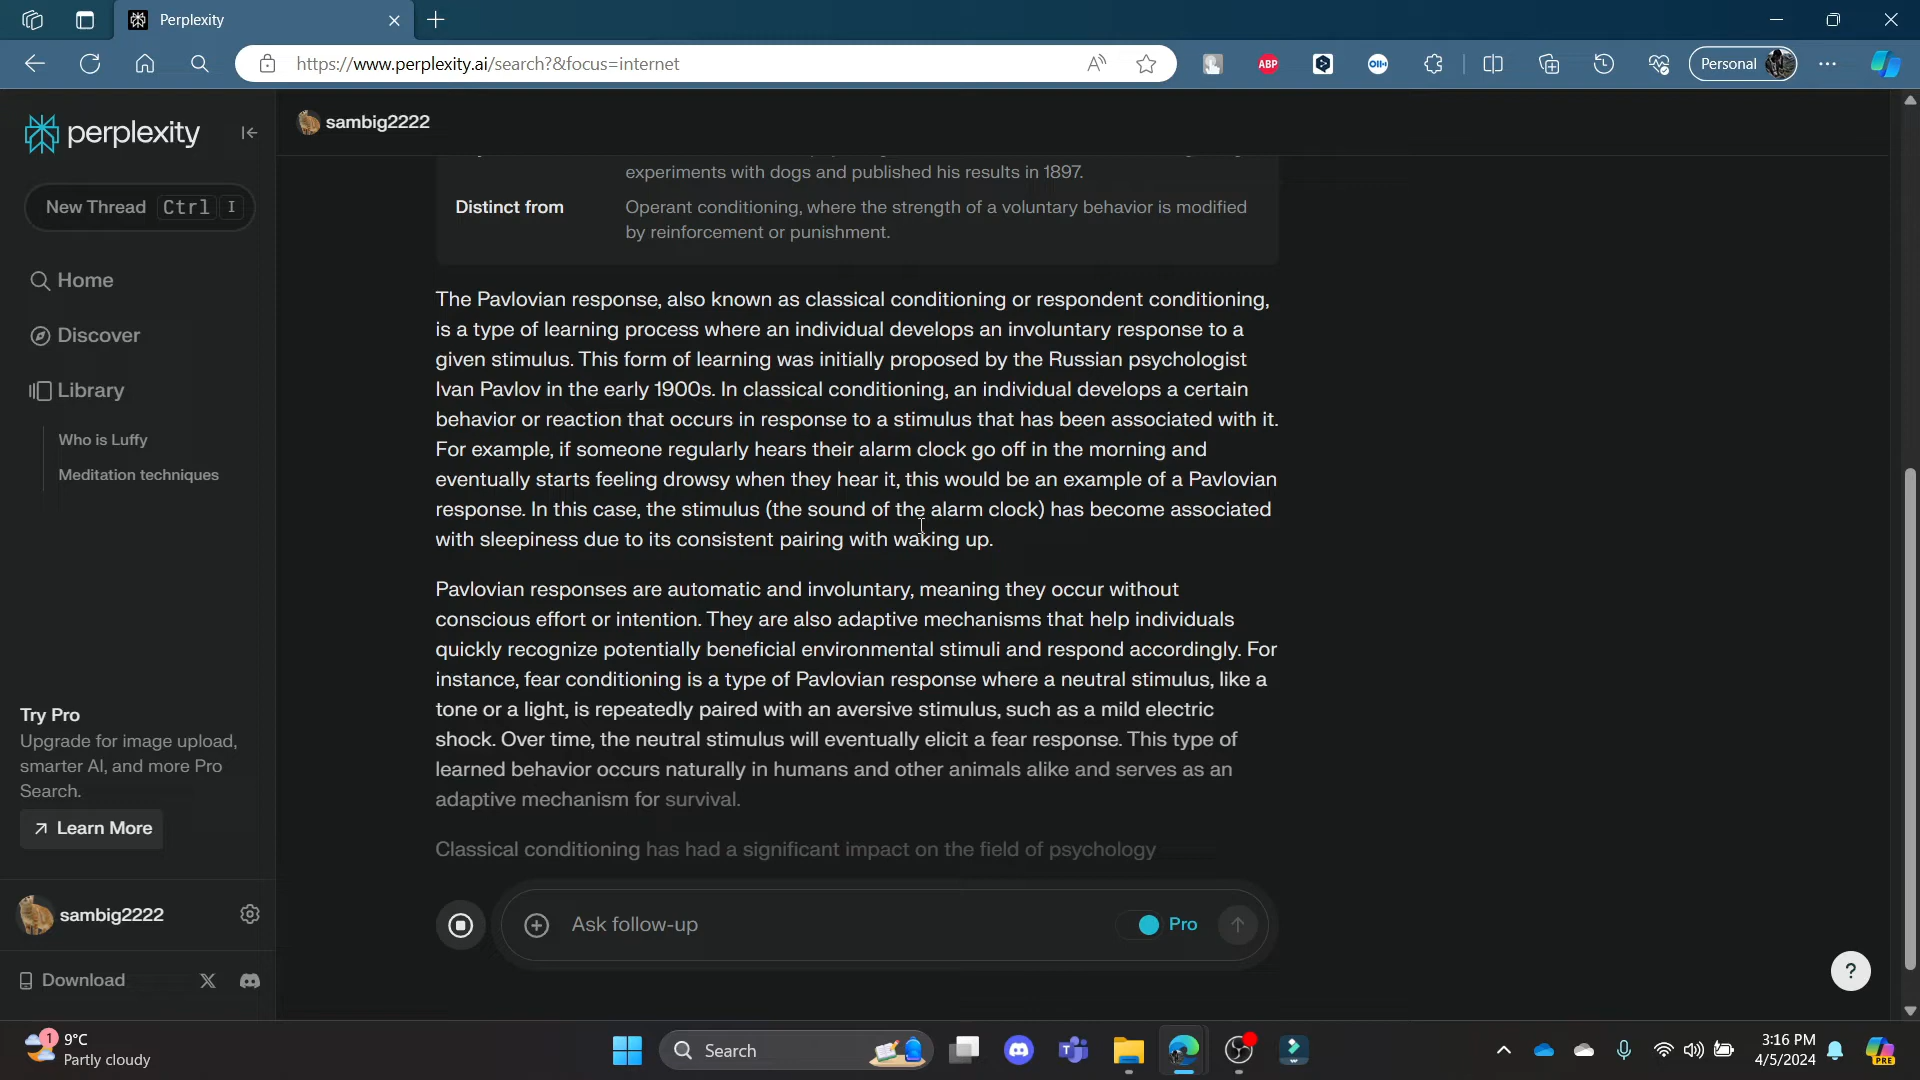 Perplexity
https://www.perplexity.ai/search?&focus=internet
ABP
Personal
perplexity
sambig2222
New Thread Ctrl I
experiments with dogs and published his results in 1897.
Distinct from Operant conditioning, where the strength of a voluntary behavior is modified
by reinforcement or punishment.
Home
Discover
Library
Who is Luffy
Meditation techniques
The Pavlovian response, also known as classical conditioning or respondent conditioning,
is a type of learning process where an individual develops an involuntary response to a
given stimulus. This form of learning was initially proposed by the Russian psychologist
Ivan Pavlov in the early 1900s. In classical conditioning, an individual develops a certain
behavior or reaction that occurs in response to a stimulus that has been associated with it.
For example, if someone regularly hears their alarm clock go off in the morning and
eventually starts feeling drowsy when they hear it, this would be an example of a Pavlovian
response. In this case, the stimulus (the sound of the alarm clock) has become associated
with sleepiness due to its consistent pairing with waking up.
Pavlovian responses are automatic and involuntary, meaning they occur without
conscious effort or intention. They are also adaptive mechanisms that help individuals
quickly recognize potentially beneficial environmental stimuli and respond accordingly. For
instance, fear conditioning is a type of Pavlovian response where a neutral stimulus, like a
tone or a light, is repeatedly paired with an aversive stimulus, such as a mild electric
shock. Over time, the neutral stimulus will eventually elicit a fear response. This type of
learned behavior occurs naturally in humans and other animals alike and serves as an
adaptive mechanism for survival.
Classical conditioning has had a significant impact on the field of psychology
Try Pro
Upgrade for image upload,
smarter AI, and more Pro
Search.
Learn More
sambig2222
Download
Ask follow-up
Pro
?
1
9°C
Partly cloudy
Search
3:16 PM
4/5/2024
PRE